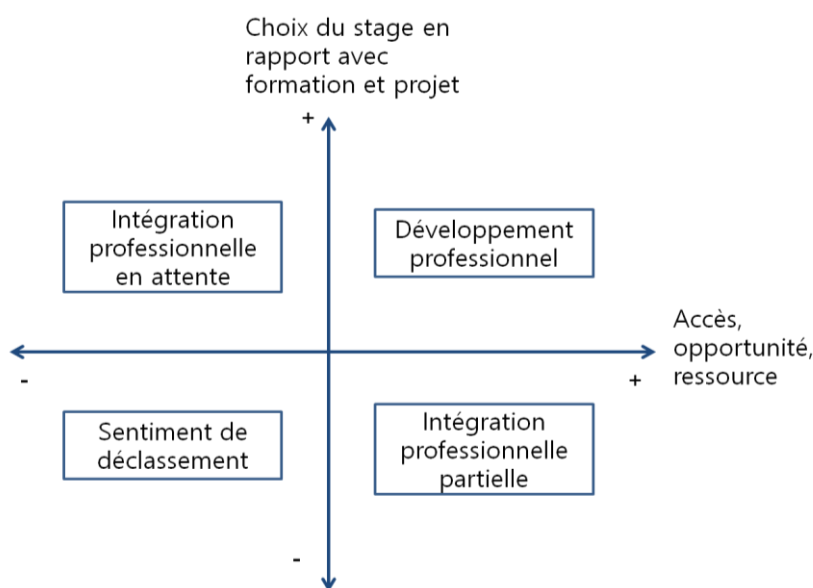 Choix du stage en
rapport avec
formation et projet
+
Intégration
professionnelle
en attente
Développement
professionnel
Accès,
opportunité,
ressource
-
+
Sentiment de
déclassement
Intégration
professionnelle
partielle
-